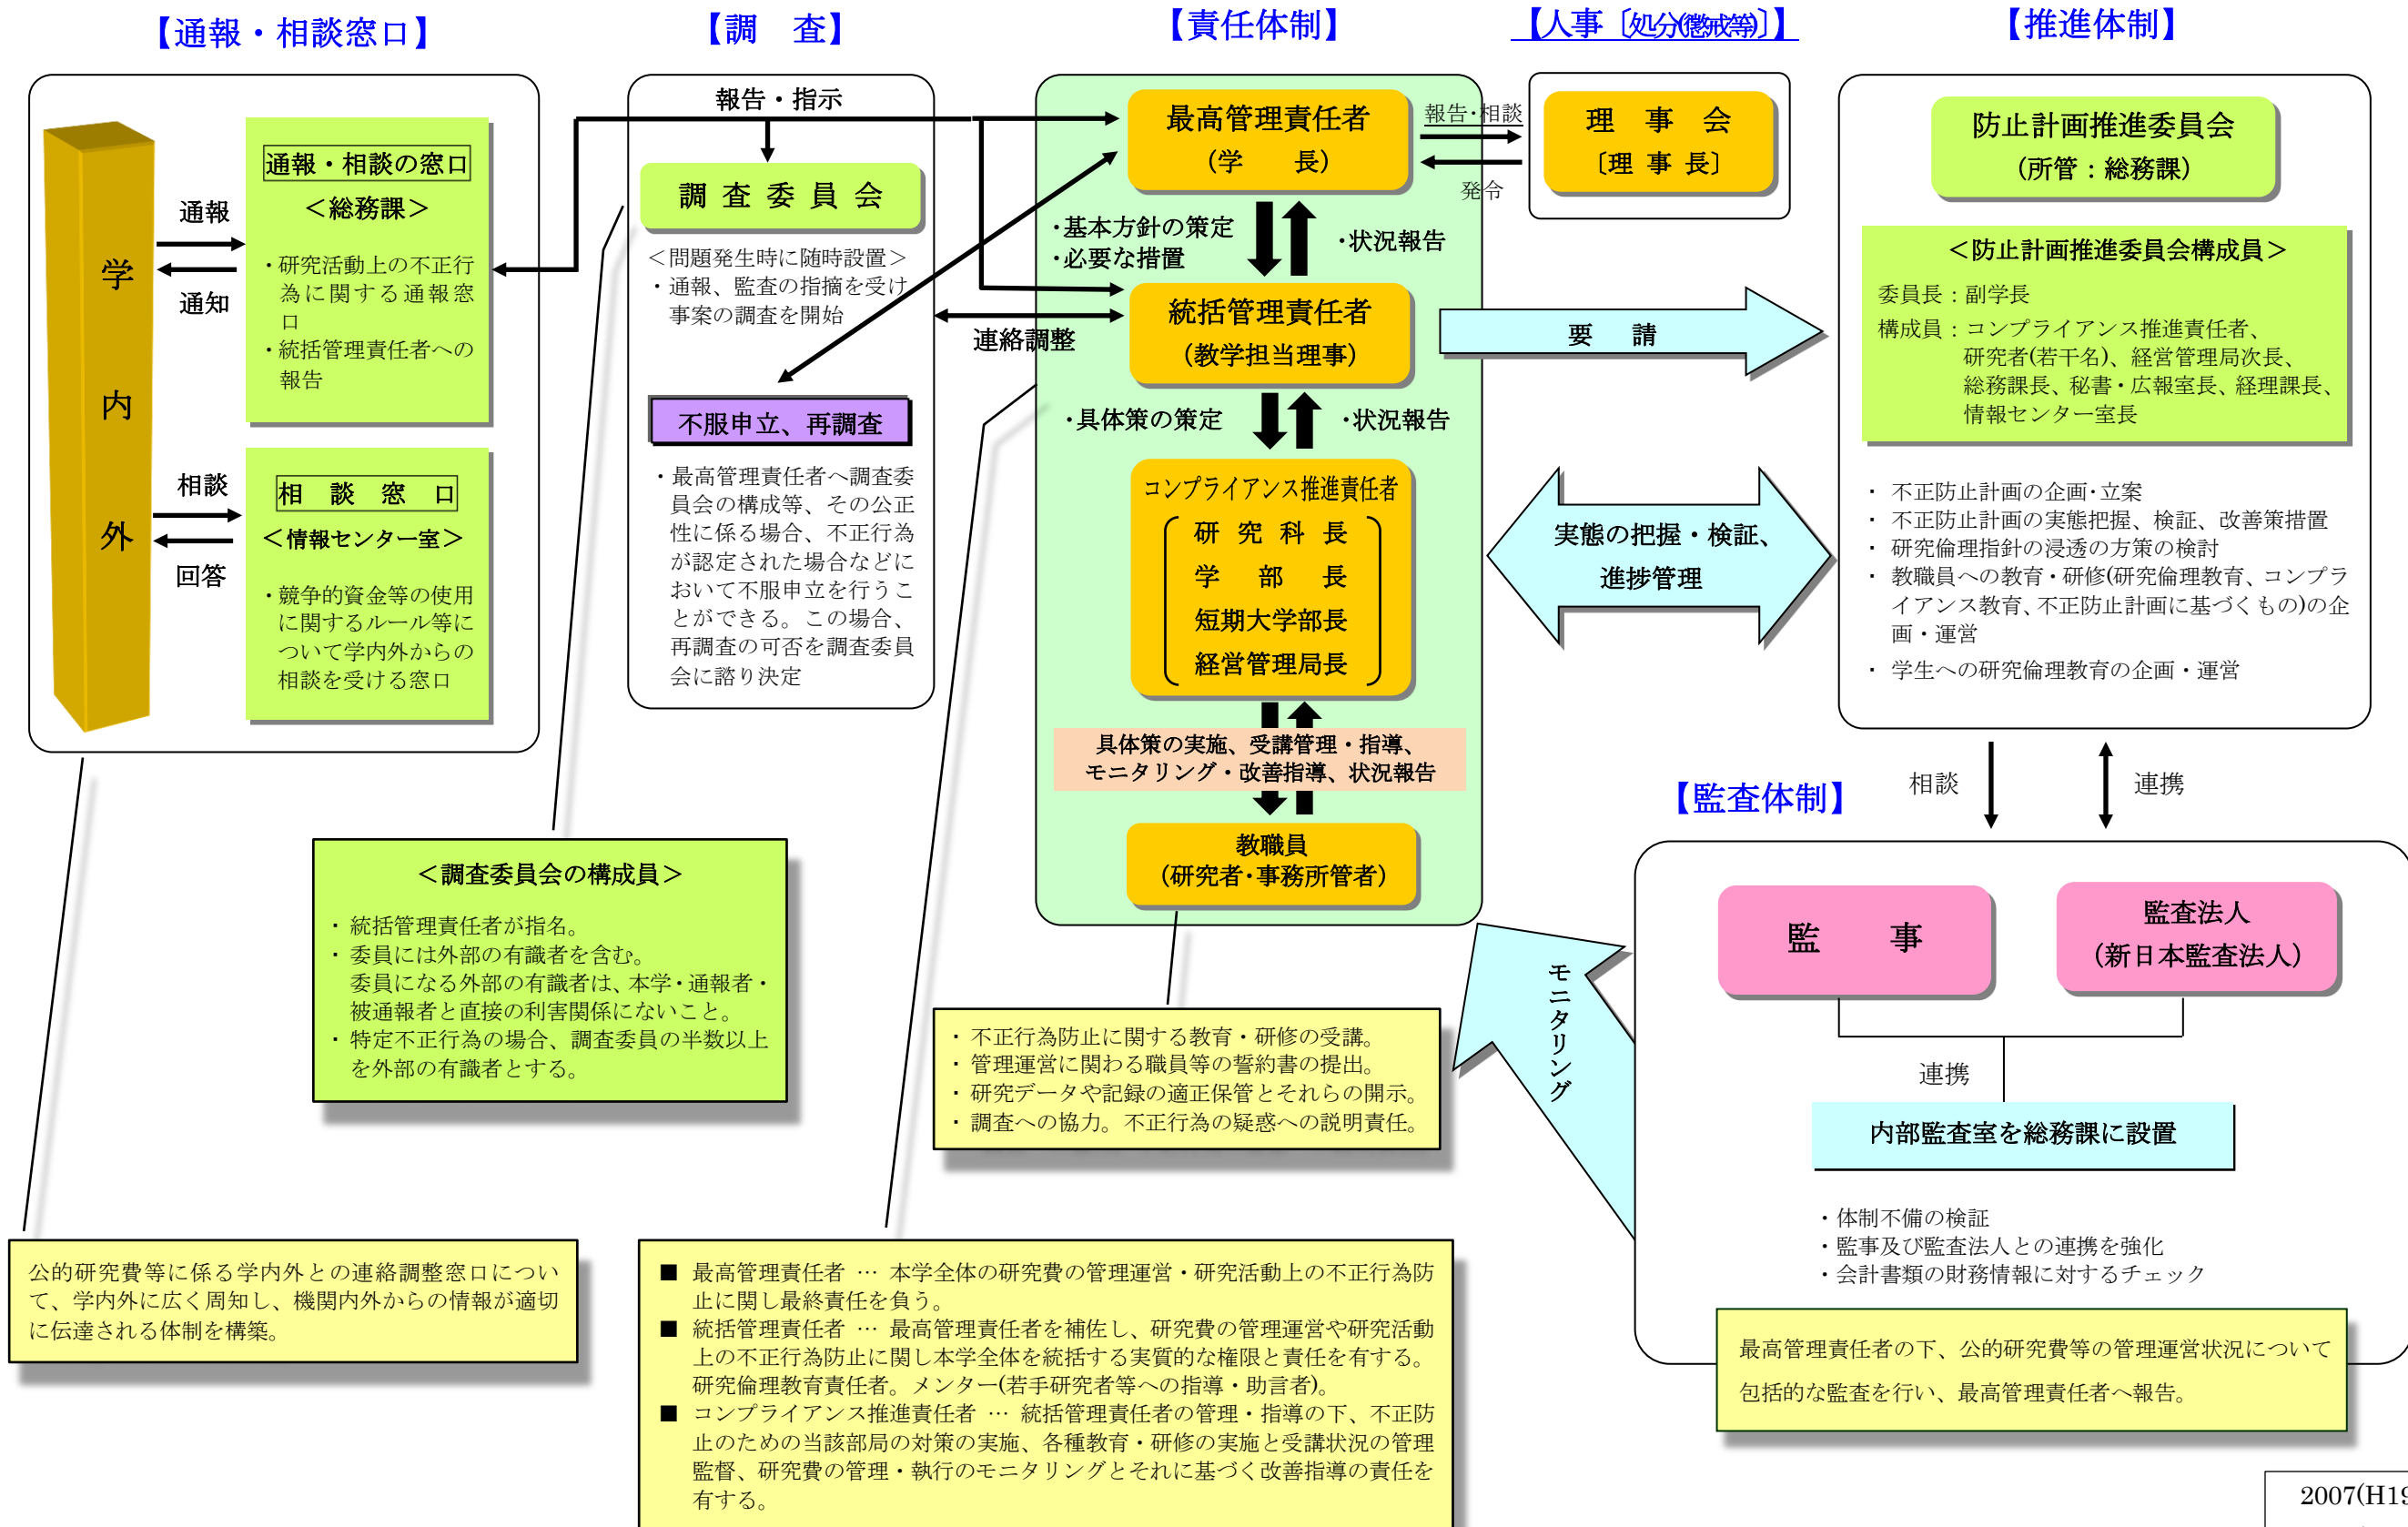 【通報・相談窓口】
【調　査】
【責任体制】
【人事〔処分(懲戒等)〕】
【推進体制】
学
内
外
通報
通知
相談
回答
通報・相談の窓口
＜総務課＞
・研究活動上の不正行
為に関する通報窓
口
・統括管理責任者への
報告
相　談　窓　口
＜情報センター室＞
・競争的資金等の使用
に関するルール等に
ついて学内外からの
相談を受ける窓口
報告・指示
調 査 委 員 会
＜問題発生時に随時設置＞
・通報、監査の指摘を受け
事案の調査を開始
不服申立、再調査
・最高管理責任者へ調査委
員会の構成等、その公正
性に係る場合、不正行為
が認定された場合などに
おいて不服申立を行うこ
とができる。この場合、
再調査の可否を調査委員
会に諮り決定
連絡調整
最高管理責任者
（学　　長）
・基本方針の策定
・必要な措置
・状況報告
統括管理責任者
（教学担当理事）
・具体策の策定
・状況報告
コンプライアンス推進責任者
研 究 科 長
学　部　長
短期大学部長
経営管理局長
具体策の実施、受講管理・指導、
モニタリング・改善指導、状況報告
教職員
（研究者・事務所管者）
報告・相談
発令
理　事　会
〔理 事 長〕
要　請
実態の把握・検証、
進捗管理
防止計画推進委員会
（所管：総務課）
＜防止計画推進委員会構成員＞
委員長：副学長
構成員：コンプライアンス推進責任者、
研究者(若干名)、経営管理局次長、
総務課長、秘書・広報室長、経理課長、
情報センター室長
・ 不正防止計画の企画・立案
・ 不正防止計画の実態把握、検証、改善策措置
・ 研究倫理指針の浸透の方策の検討
・ 教職員への教育・研修(研究倫理教育、コンプラ
イアンス教育、不正防止計画に基づくもの)の企
画・運営
・ 学生への研究倫理教育の企画・運営
相談
連携
【監査体制】
監　　事
監査法人
（新日本監査法人）
連携
内部監査室を総務課に設置
・体制不備の検証
・監事及び監査法人との連携を強化
・会計書類の財務情報に対するチェック
最高管理責任者の下、公的研究費等の管理運営状況について
包括的な監査を行い、最高管理責任者へ報告。
モニタリング
＜調査委員会の構成員＞
・ 統括管理責任者が指名。
・ 委員には外部の有識者を含む。
委員になる外部の有識者は、本学・通報者・
被通報者と直接の利害関係にないこと。
・ 特定不正行為の場合、調査委員の半数以上
を外部の有識者とする。
・ 不正行為防止に関する教育・研修の受講。
・ 管理運営に関わる職員等の誓約書の提出。
・ 研究データや記録の適正保管とそれらの開示。
・ 調査への協力。不正行為の疑惑への説明責任。
公的研究費等に係る学内外との連絡調整窓口につい
て、学内外に広く周知し、機関内外からの情報が適切
に伝達される体制を構築。
■ 最高管理責任者 … 本学全体の研究費の管理運営・研究活動上の不正行為防
止に関し最終責任を負う。
■ 統括管理責任者 … 最高管理責任者を補佐し、研究費の管理運営や研究活動
上の不正行為防止に関し本学全体を統括する実質的な権限と責任を有する。
研究倫理教育責任者。メンター(若手研究者等への指導・助言者)。
■ コンプライアンス推進責任者 … 統括管理責任者の管理・指導の下、不正防
止のための当該部局の対策の実施、各種教育・研修の実施と受講状況の管理
監督、研究費の管理・執行のモニタリングとそれに基づく改善指導の責任を
有する。
2007(H19